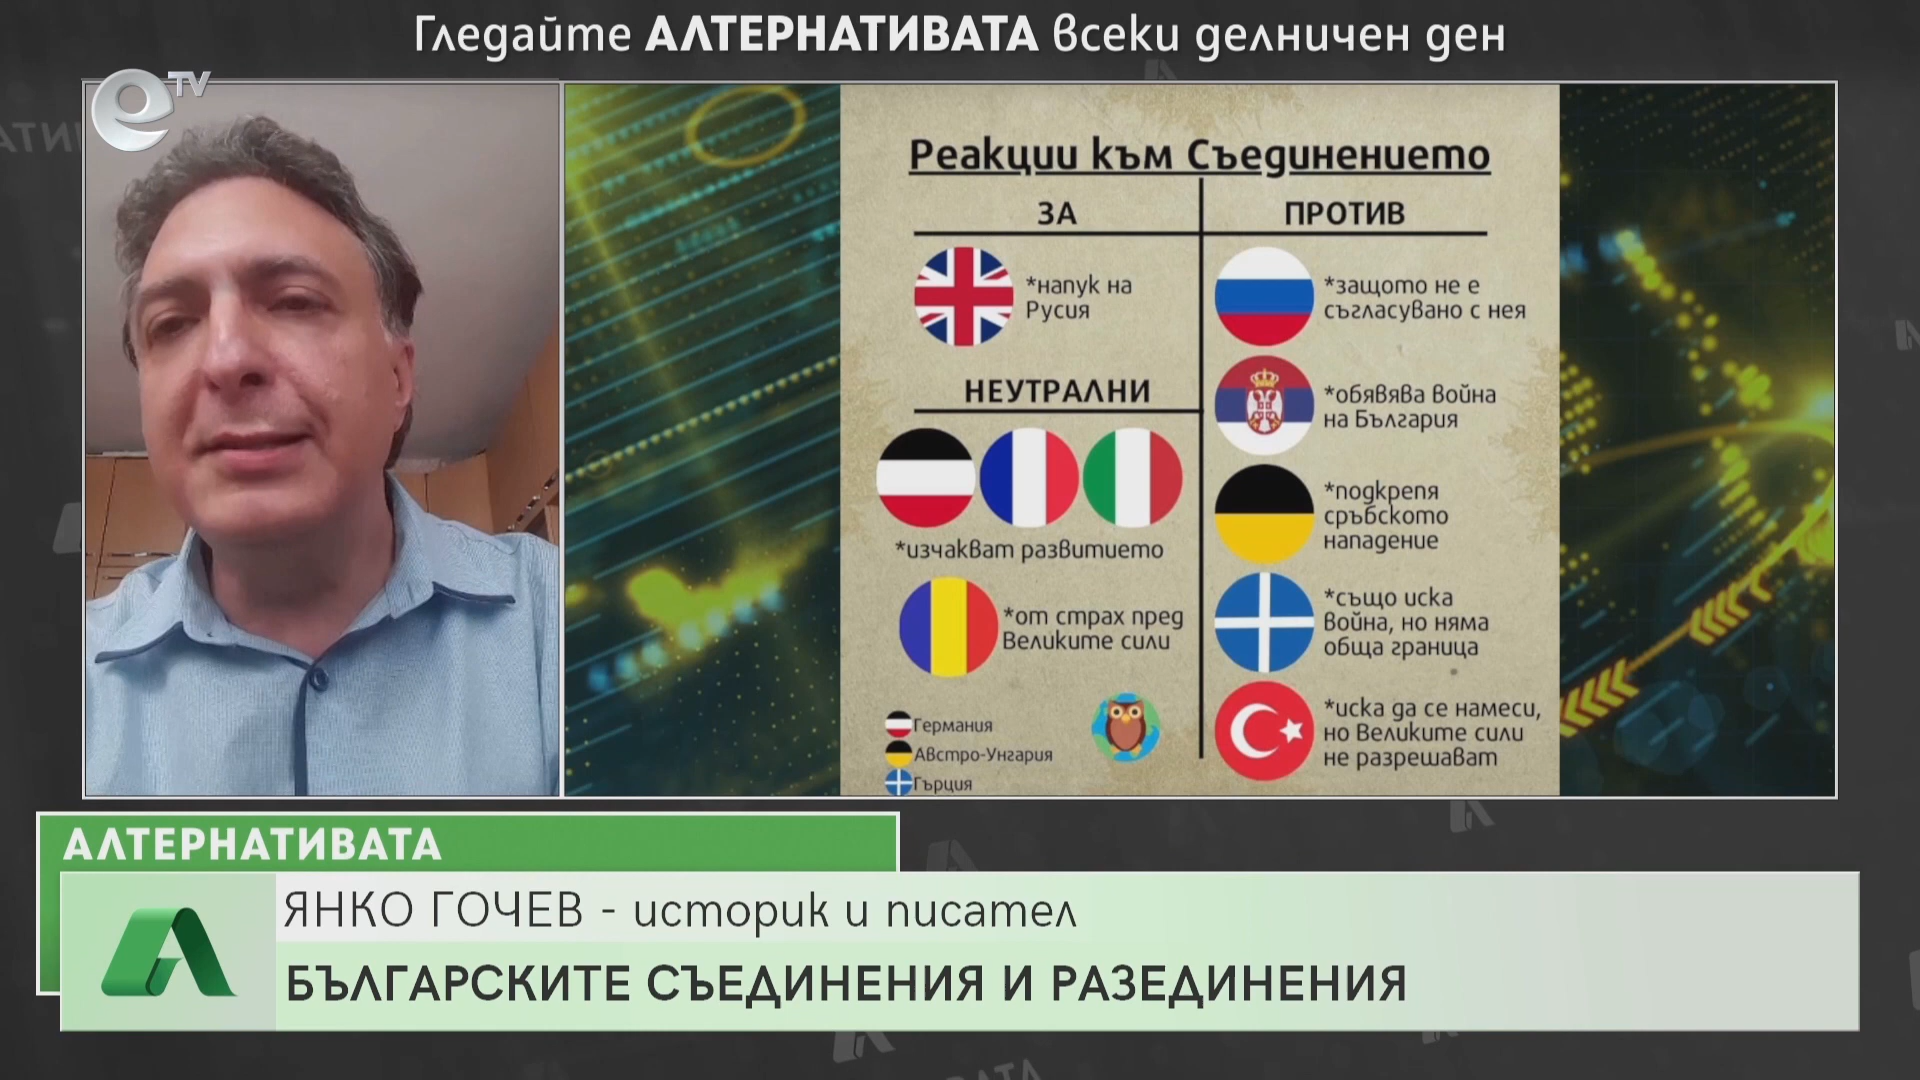 Гледайте АЛТЕРНАТИВАТА всеки делничен ден
eTV
Реакции към Съединението
ЗА
*напук на
Русия
НЕУТРАЛНИ
*изчакват развитието
*от страх пред
Великите сили
Германия
Австро-Унгария
Гърция
ПРОТИВ
*защото не е
съгласувано с нея
*обявява война
на България
*подкрепя
сръбското
нападение
*също иска
война, но няма
обща граница
*иска да се намеси,
но Великите сили
не разрешават
АЛТЕРНАТИВАТА
ЯНКО ГОЧЕВ - историк и писател
БЪЛГАРСКИТЕ СЪЕДИНЕНИЯ И РАЗЕДИНЕНИЯ